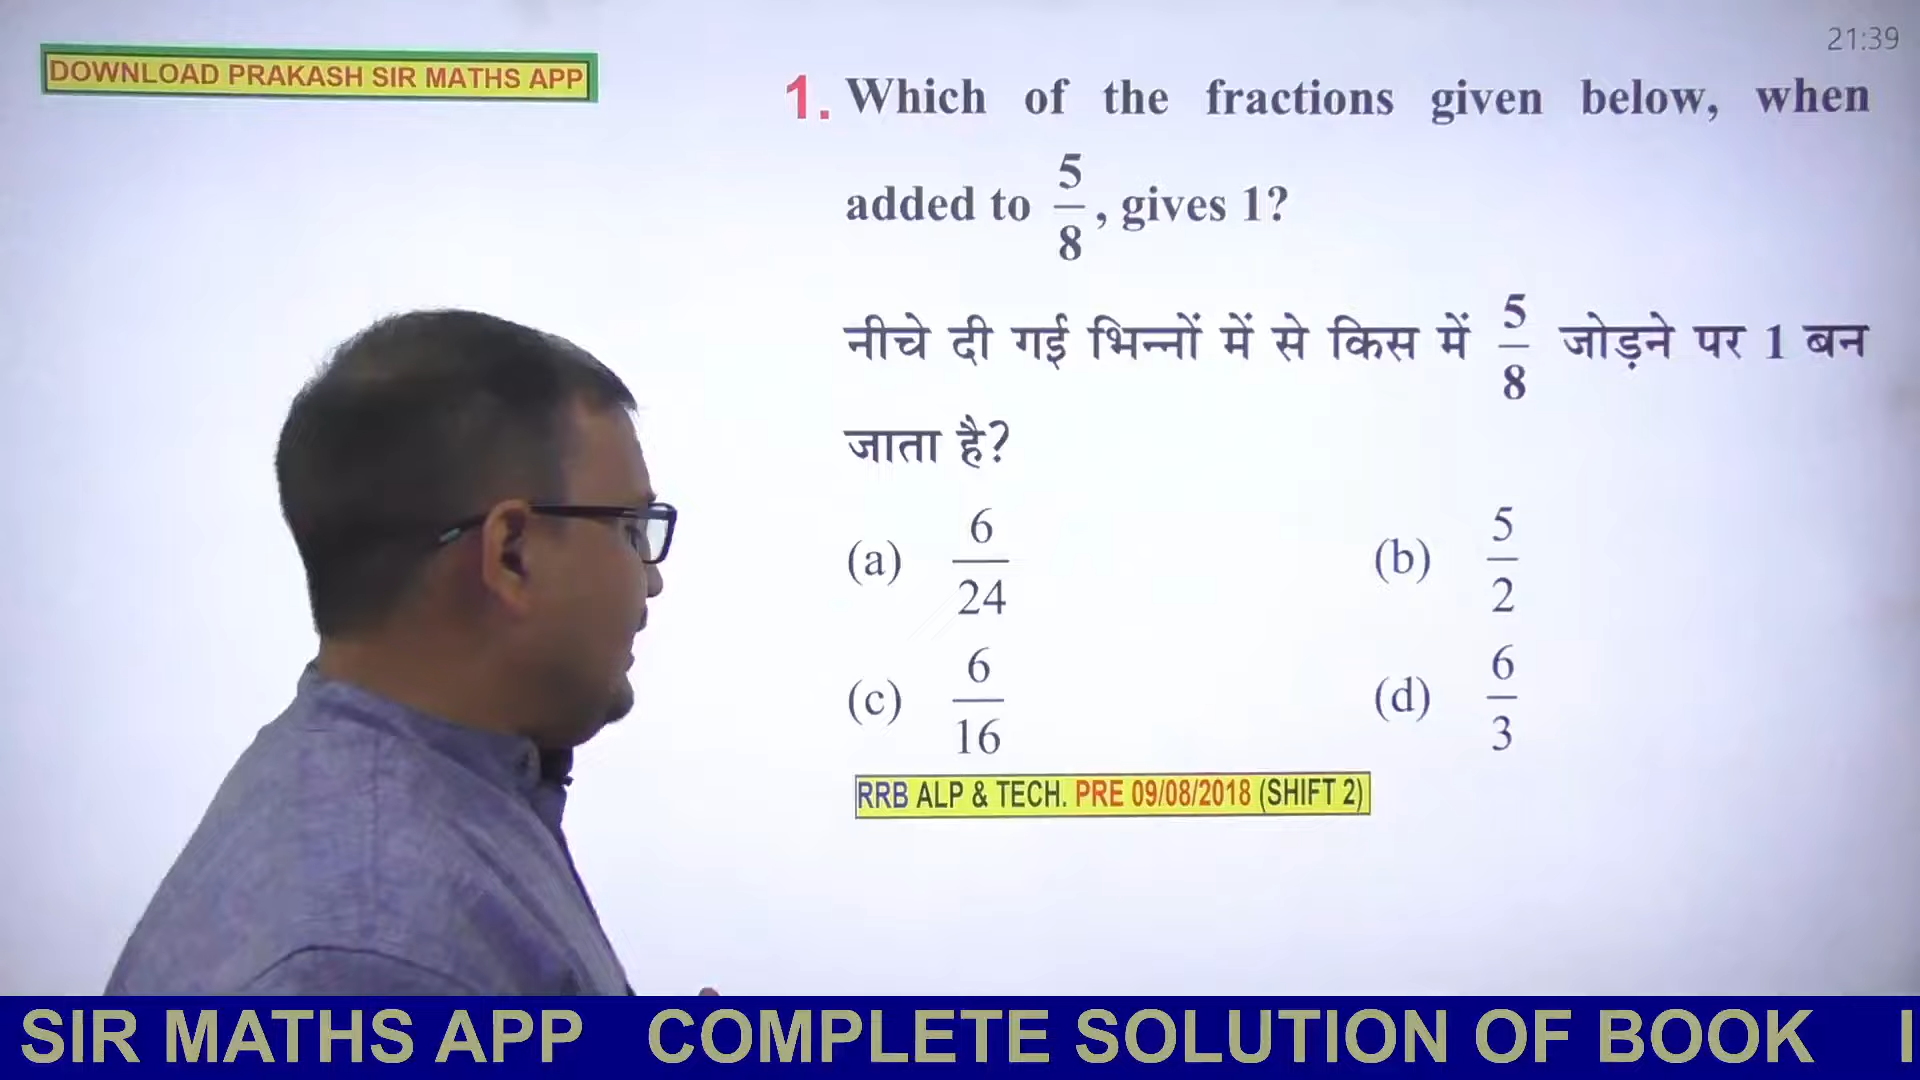 21:39
DOWNLOAD PRAKASH SIR MATHS APP
1. Which of the fractions given below, when
added to 5/8, gives 1?
नीचे दी गई भिन्नों में से किस में 5/8 जोड़ने पर 1 बन
जाता है?
(a) 6/24 (b) 5/2
(c) 6/16 (d) 6/3
RRB ALP & TECH. PRE 09/08/2018 (SHIFT 2)
SIR MATHS APP COMPLETE SOLUTION OF BOOK